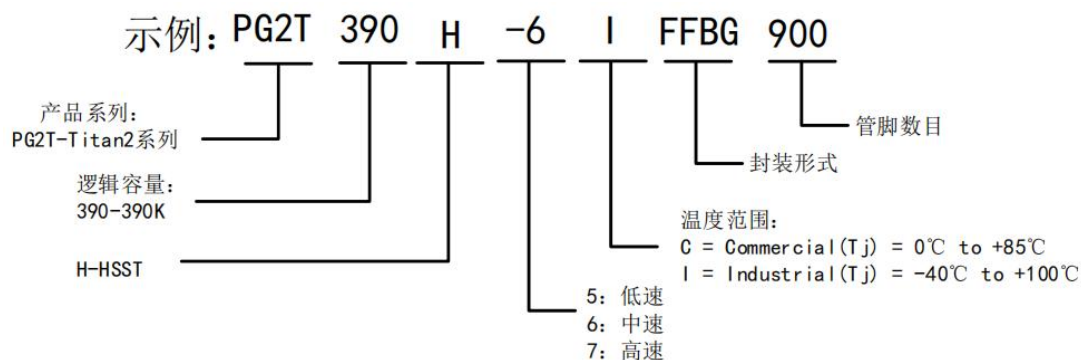 示例: PG2T 390 H -6 I FFBG 900
产品系列:
PG2T-Titan2系列
逻辑容量:
390-390K
H-HSST
管脚数目
封装形式
温度范围:
C = Commercial(Tj) = 0℃ to +85℃
I = Industrial(Tj) = -40℃ to +100℃
5: 低速
6: 中速
7: 高速